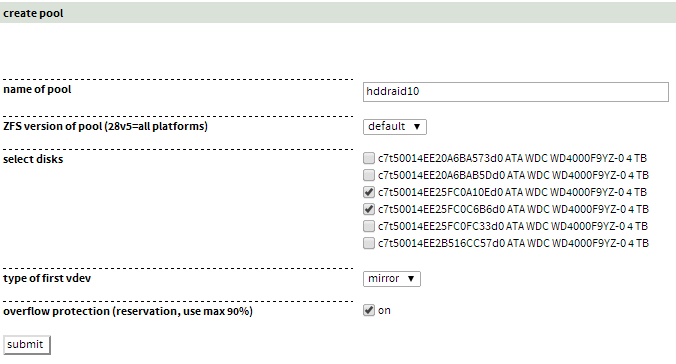 create pool
name of pool hddraid10
ZFS version of pool (28v5=all platforms) default
select disks c7t50014EE20A6BA573d0 ATA WDC WD4000F9YZ-0 4 TB
c7t50014EE20A6BAB5Dd0 ATA WDC WD4000F9YZ-0 4 TB
c7t50014EE25FC0A10Ed0 ATA WDC WD4000F9YZ-0 4 TB
c7t50014EE25FC0C6B6d0 ATA WDC WD4000F9YZ-0 4 TB
c7t50014EE25FC0FC33d0 ATA WDC WD4000F9YZ-0 4 TB
c7t50014EE2B516CC57d0 ATA WDC WD4000F9YZ-0 4 TB
type of first vdev mirror
overflow protection (reservation, use max 90%) on
submit